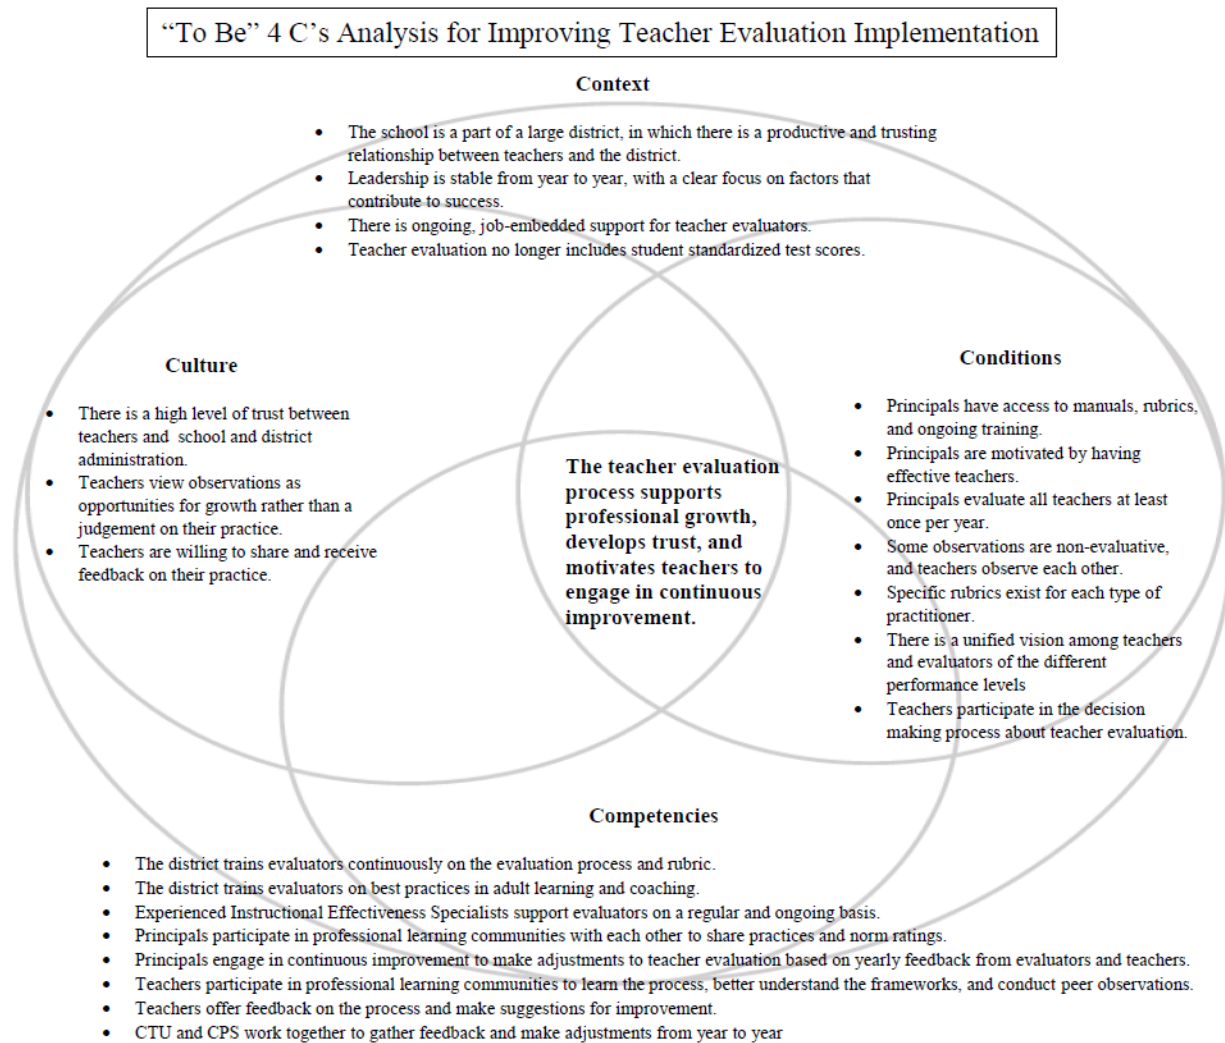 “To Be” 4 C’s Analysis for Improving Teacher Evaluation Implementation
Context
• The school is a part of a large district, in which there is a productive and trusting
relationship between teachers and the district.
• Leadership is stable from year to year, with a clear focus on factors that
contribute to success.
• There is ongoing, job-embedded support for teacher evaluators.
• Teacher evaluation no longer includes student standardized test scores.
Culture
• There is a high level of trust between
teachers and school and district
administration.
• Teachers view observations as
opportunities for growth rather than a
judgement on their practice.
• Teachers are willing to share and receive
feedback on their practice.
The teacher evaluation
process supports
professional growth,
develops trust, and
motivates teachers to
engage in continuous
improvement.
Conditions
• Principals have access to manuals, rubrics,
and ongoing training.
• Principals are motivated by having
effective teachers.
• Principals evaluate all teachers at least
once per year.
• Some observations are non-evaluative,
and teachers observe each other.
• Specific rubrics exist for each type of
practitioner.
• There is a unified vision among teachers
and evaluators of the different
performance levels
• Teachers participate in the decision
making process about teacher evaluation.
Competencies
• The district trains evaluators continuously on the evaluation process and rubric.
• The district trains evaluators on best practices in adult learning and coaching.
• Experienced Instructional Effectiveness Specialists support evaluators on a regular and ongoing basis.
• Principals participate in professional learning communities with each other to share practices and norm ratings.
• Principals engage in continuous improvement to make adjustments to teacher evaluation based on yearly feedback from evaluators and teachers.
• Teachers participate in professional learning communities to learn the process, better understand the frameworks, and conduct peer observations.
• Teachers offer feedback on the process and make suggestions for improvement.
• CTU and CPS work together to gather feedback and make adjustments from year to year